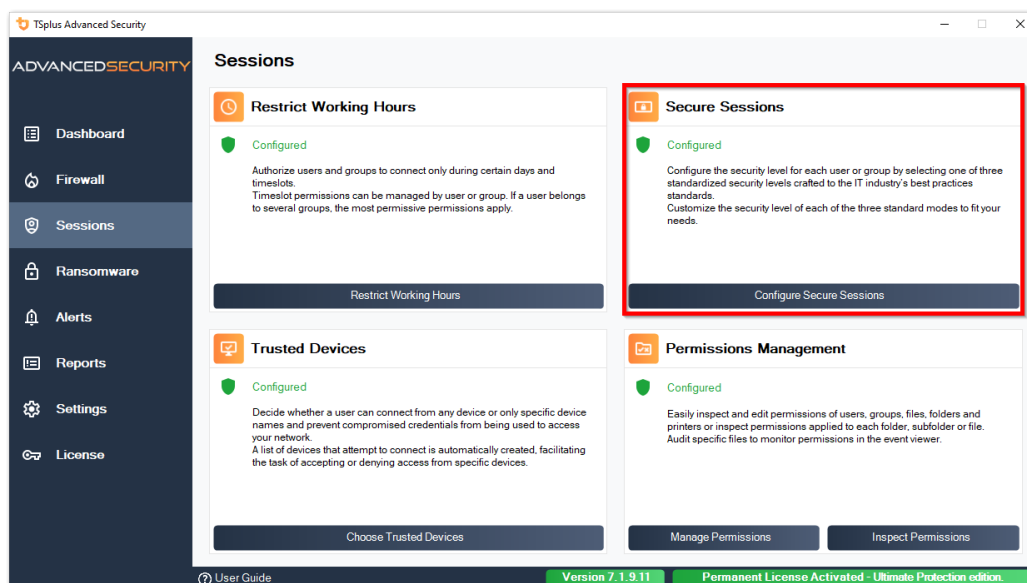 TSplus Advanced Security
ADVANCEDSECURITY
Dashboard
Firewall
Sessions
Ransomware
Alerts
Reports
Settings
License
Sessions
Restrict Working Hours
Configured
Authorize users and groups to connect only during certain days and
timeslots.
Timeslot permissions can be managed by user or group. If a user belongs
to several groups, the most permissive permissions apply.
Restrict Working Hours
Secure Sessions
Configured
Configure the security level for each user or group by selecting one of three
standardized security levels crafted to the IT industry's best practices
standards.
Customize the security level of each of the three standard modes to fit your
needs.
Configure Secure Sessions
Trusted Devices
Configured
Decide whether a user can connect from any device or only specific device
names and prevent compromised credentials from being used to access
your network.
A list of devices that attempt to connect is automatically created, facilitating
the task of accepting or denying access from specific devices.
Choose Trusted Devices
Permissions Management
Configured
Easily inspect and edit permissions of users, groups, files, folders and
printers or inspect permissions applied to each folder, subfolder or file.
Audit specific files to monitor permissions in the event viewer.
Manage Permissions
Inspect Permissions
User Guide
Version 7.1.9.11
Permanent License Activated - Ultimate Protection edition.